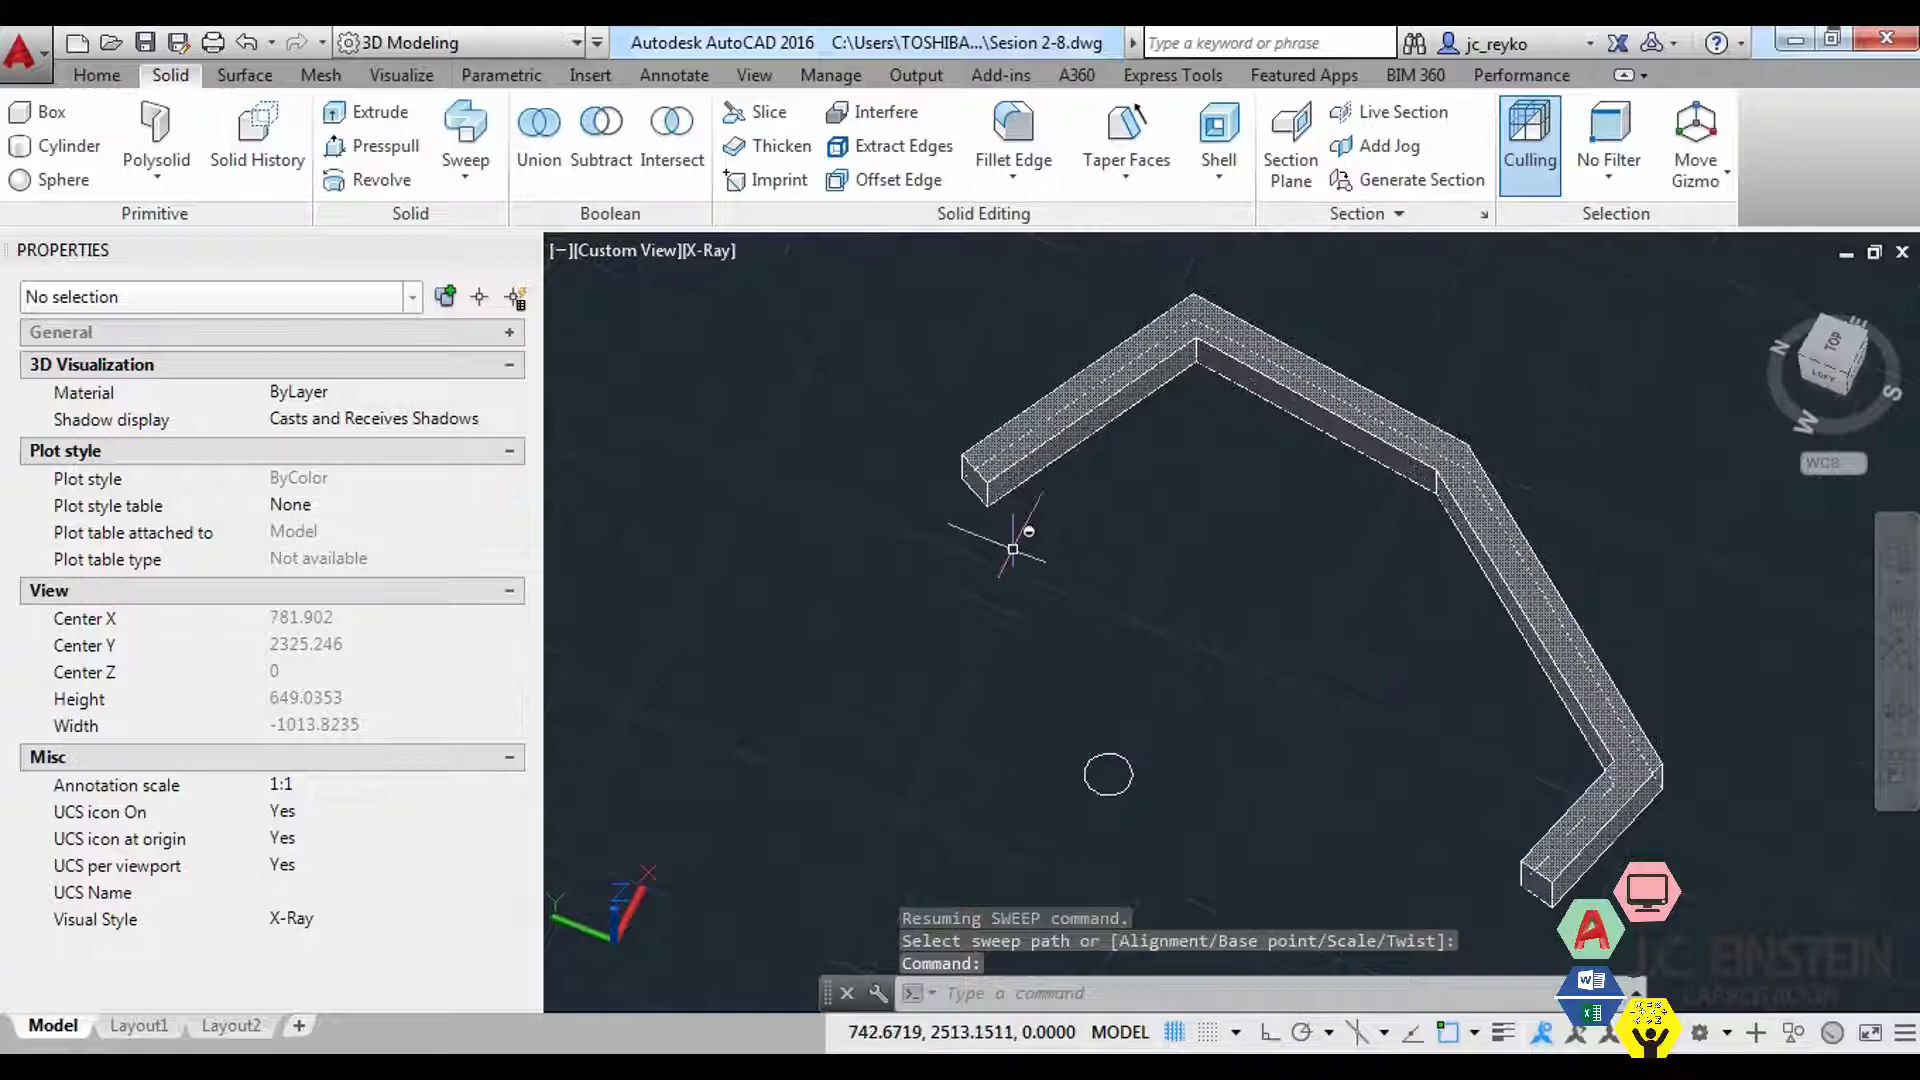 3D Modeling
Autodesk AutoCAD 2016 C:\Users\TOSHIBA...\Sesion 2-8.dwg
Type a keyword or phrase
jc_reyko
Home Solid Surface Mesh Visualize Parametric Insert Annotate View Manage Output Add-ins A360 Express Tools Featured Apps BIM 360 Performance
Box
Cylinder
Sphere
Polysolid
Solid History
Primitive
Extrude
Presspull
Revolve
Sweep
Solid
Union Subtract Intersect
Boolean
Slice
Thicken
Imprint
Interfere
Extract Edges
Offset Edge
Fillet Edge
Taper Faces
Shell
Solid Editing
Section
Plane
Live Section
Add Jog
Generate Section
Section
Culling
No Filter
Move
Gizmo
Selection
PROPERTIES
No selection
General
3D Visualization
Material ByLayer
Shadow display Casts and Receives Shadows
Plot style
Plot style ByColor
Plot style table None
Plot table attached to Model
Plot table type Not available
View
Center X 781.902
Center Y 2325.246
Center Z 0
Height 649.0353
Width -1013.8235
Misc
Annotation scale 1:1
UCS icon On Yes
UCS icon at origin Yes
UCS per viewport Yes
UCS Name
Visual Style X-Ray
[−][Custom View][X-Ray]
TOP
N
S
W
WCS
X
Y
Z
Resuming SWEEP command.
Select sweep path or [Alignment/Base point/Scale/Twist]:
Command:
Type a command
J.C EINSTEIN
Model Layout1 Layout2 +
742.6719, 2513.1511, 0.0000 MODEL